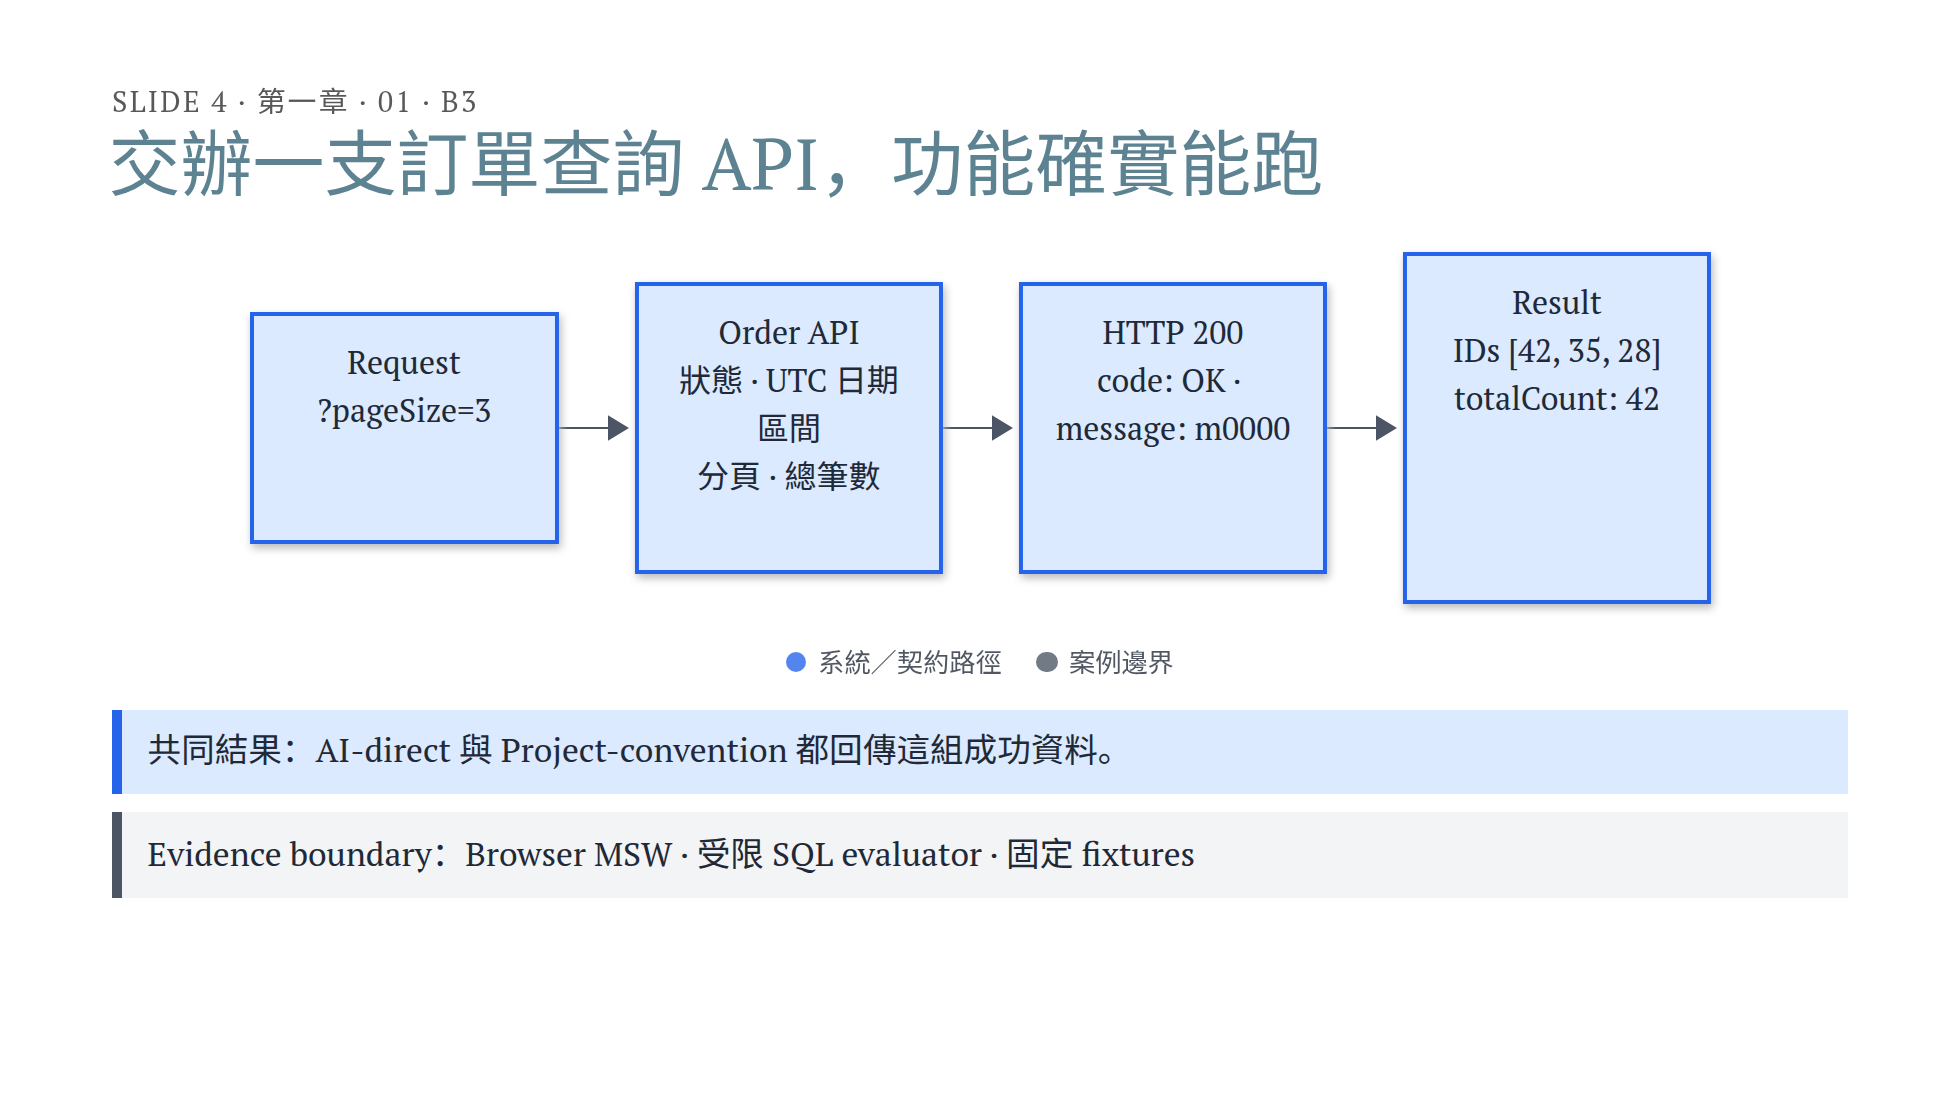 SLIDE 4 · 第一章 · 01 · B3
交辦一支訂單查詢 API，功能確實能跑
Request
?pageSize=3
Order API
狀態 · UTC 日期
區間
分頁 · 總筆數
HTTP 200
code: OK ·
message: m0000
Result
IDs [42, 35, 28]
totalCount: 42
系統／契約路徑
案例邊界
共同結果：AI-direct 與 Project-convention 都回傳這組成功資料。
Evidence boundary：Browser MSW · 受限 SQL evaluator · 固定 fixtures